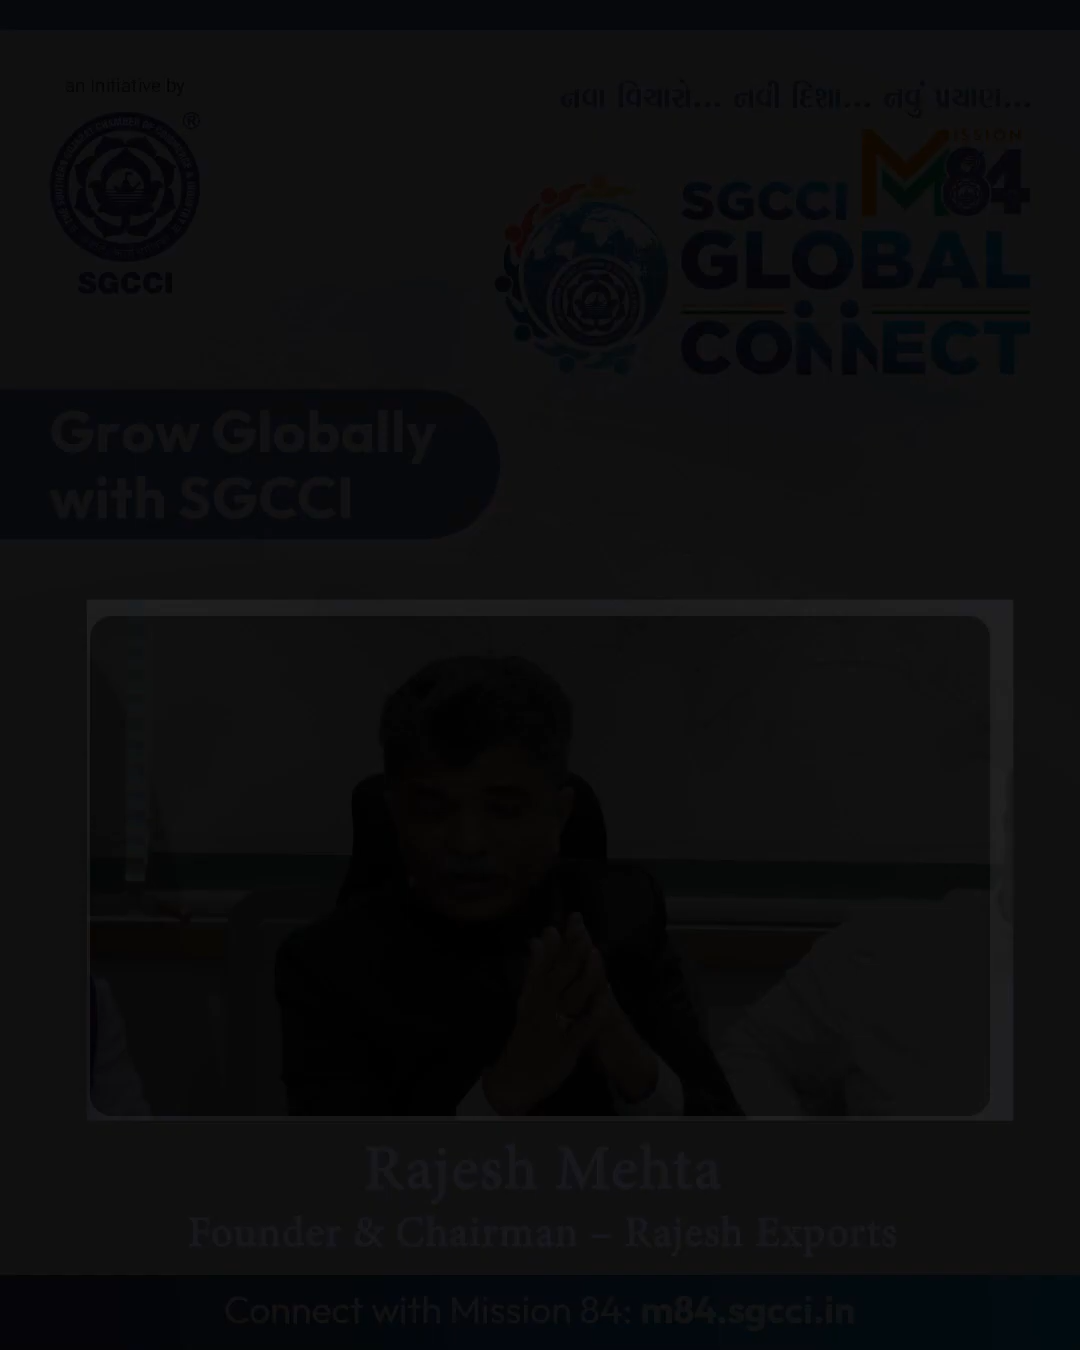 an initiative by
SGCCI
નવા વિચારો... નવી દિશા... નવું પ્રયાણ...
MISSION
84
SGCCI
GLOBAL
CONNECT
Grow Globally
with SGCCI
Rajesh Mehta
Founder & Chairman – Rajesh Exports
Connect with Mission 84: m84.sgcci.in